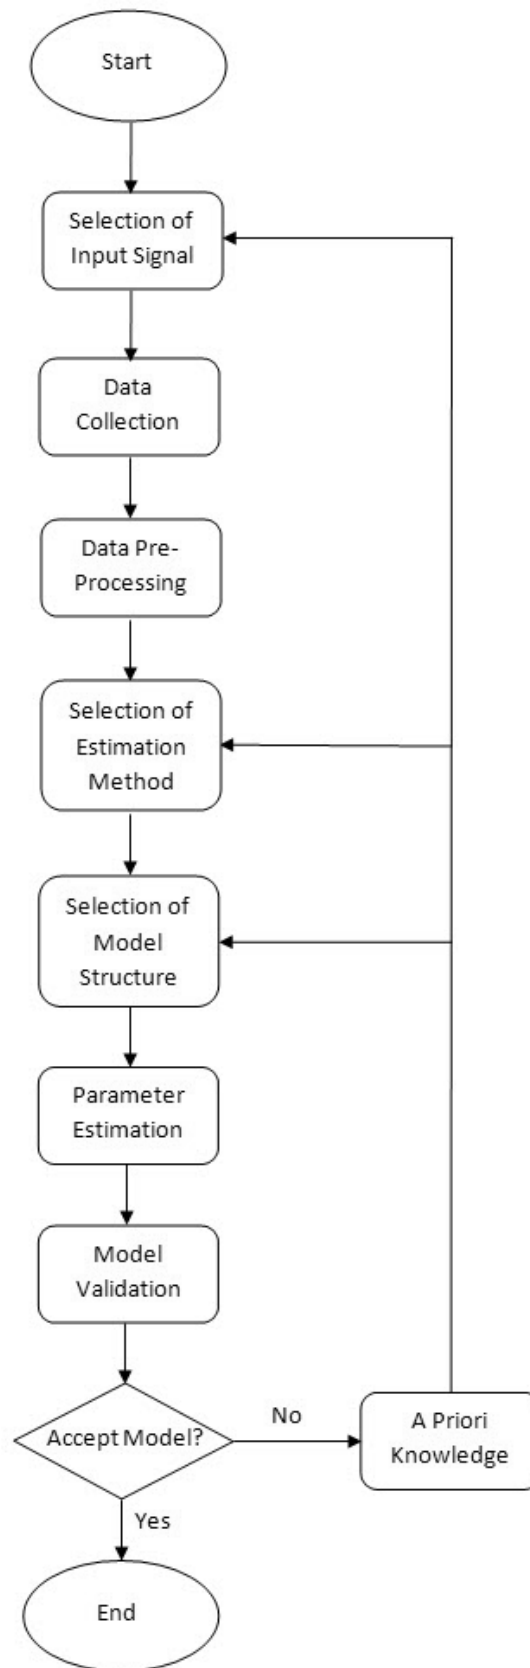 Start
Selection of
Input Signal
Data
Collection
Data Pre-
Processing
Selection of
Estimation
Method
Selection of
Model
Structure
Parameter
Estimation
Model
Validation
Accept Model?
No
A Priori
Knowledge
Yes
End